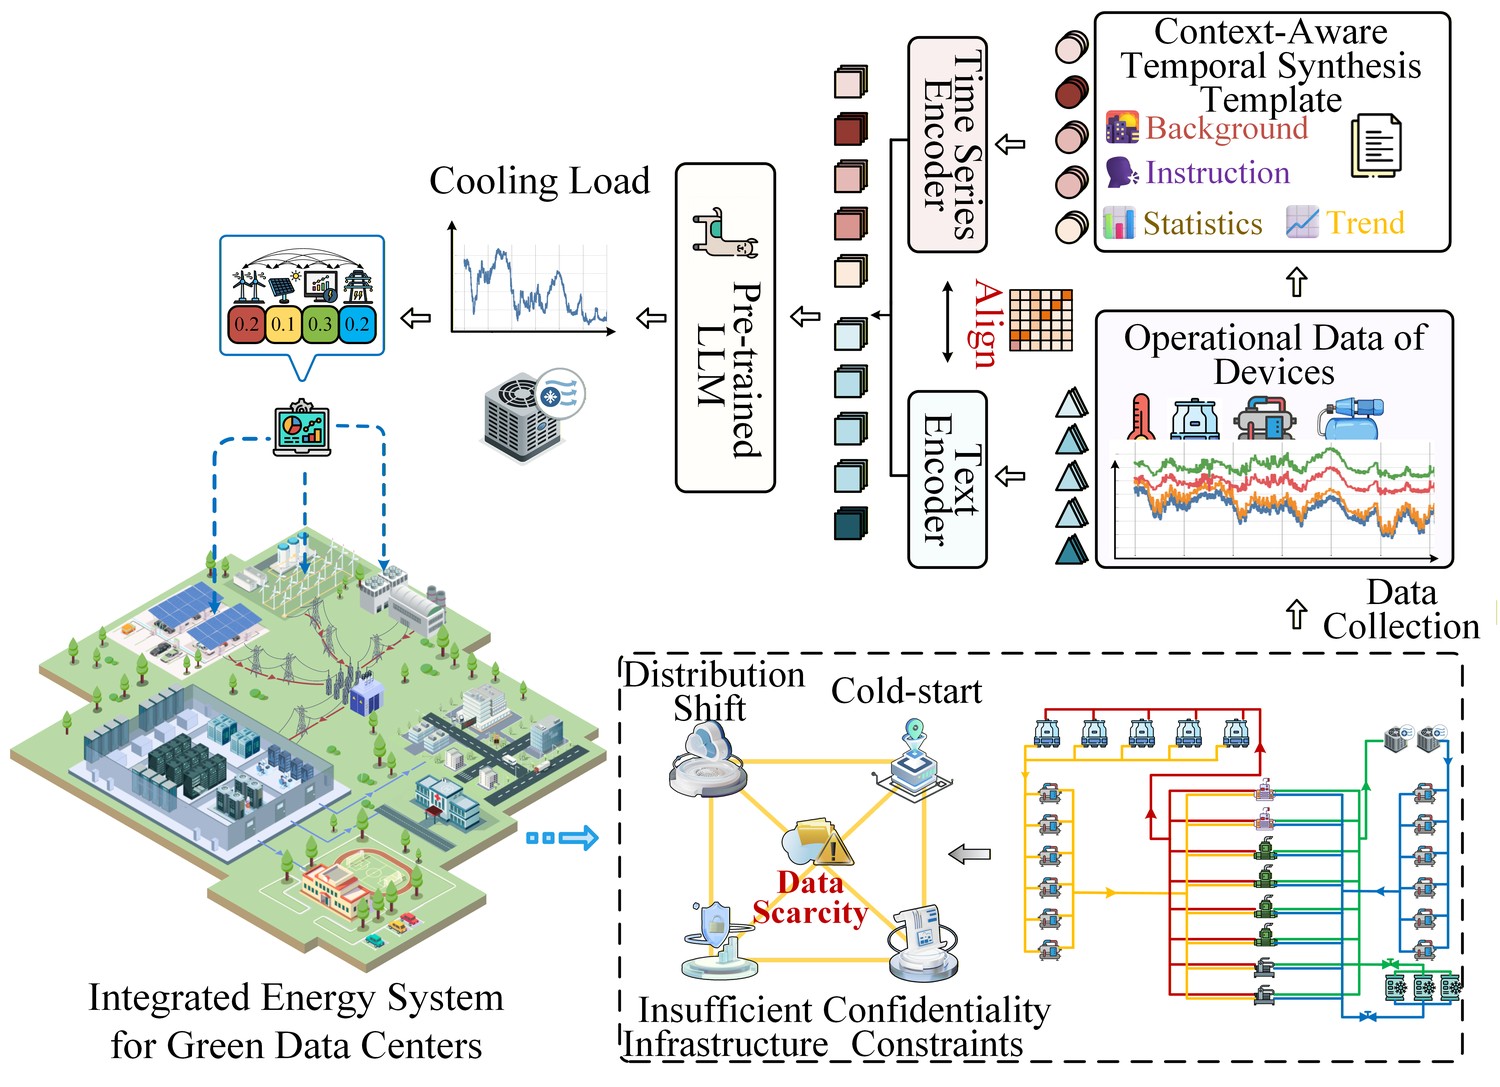 Context-Aware
Temporal Synthesis
Template
Background
Instruction
Statistics
Trend
Time Series
Encoder
Align
Text
Encoder
Operational Data of
Devices
Data
Collection
Pre-trained
LLM
Cooling Load
0.2
0.1
0.3
0.2
Integrated Energy System
for Green Data Centers
Distribution
Shift
Cold-start
Data
Scarcity
Insufficient
Infrastructure
Confidentiality
Constraints